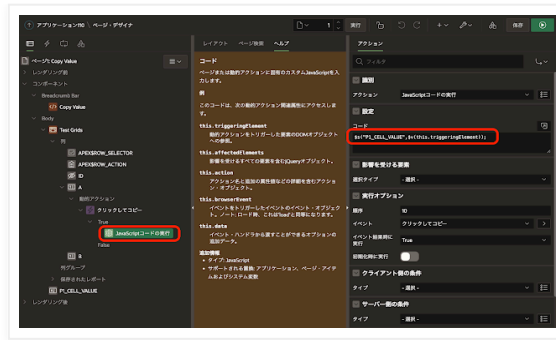 アプリケーション110 \ ページ・デザイナ
1
実行
保存
ページ1: Copy Value
レンダリング前
コンポーネント
Breadcrumb Bar
Copy Value
Body
Test Grids
列
APEX$ROW_SELECTOR
APEX$ROW_ACTION
ID
A
動的アクション
クリックしてコピー
True
JavaScriptコードの実行
False
B
列グループ
保存されたレポート
P1_CELL_VALUE
レンダリング後
レイアウト
ページ検索
ヘルプ
コード
ページまたは動的アクションに固有のカスタムJavaScriptを入力します。
例
このコードは、次の動的アクション関連属性にアクセスします。
this.triggeringElement
動的アクションをトリガーした要素のDOMオブジェクトへの参照。
this.affectedElements
影響を受けるすべての要素を含むjQueryオブジェクト。
this.action
アクション名と追加の属性値などの詳細を含むアクション・オブジェクト。
this.browserEvent
イベントをトリガーしたイベントのイベント・オブジェクト。ノート: ロード時、これは'load'と同等になります。
this.data
イベント・ハンドラから渡すことができるオプションの追加データ。
追加情報
タイプ: JavaScript
サポートされる置換: アプリケーション、ページ・アイテムおよびシステム変数
アクション
フィルタ
識別
アクション
JavaScriptコードの実行
設定
コード
$s("P1_CELL_VALUE",$v(this.triggeringElement));
影響を受ける要素
選択タイプ
- 選択 -
実行オプション
順序
10
イベント
クリックしてコピー
イベント結果時に実行
True
初期化時に実行
クライアント側の条件
タイプ
- 選択 -
サーバー側の条件
タイプ
- 選択 -